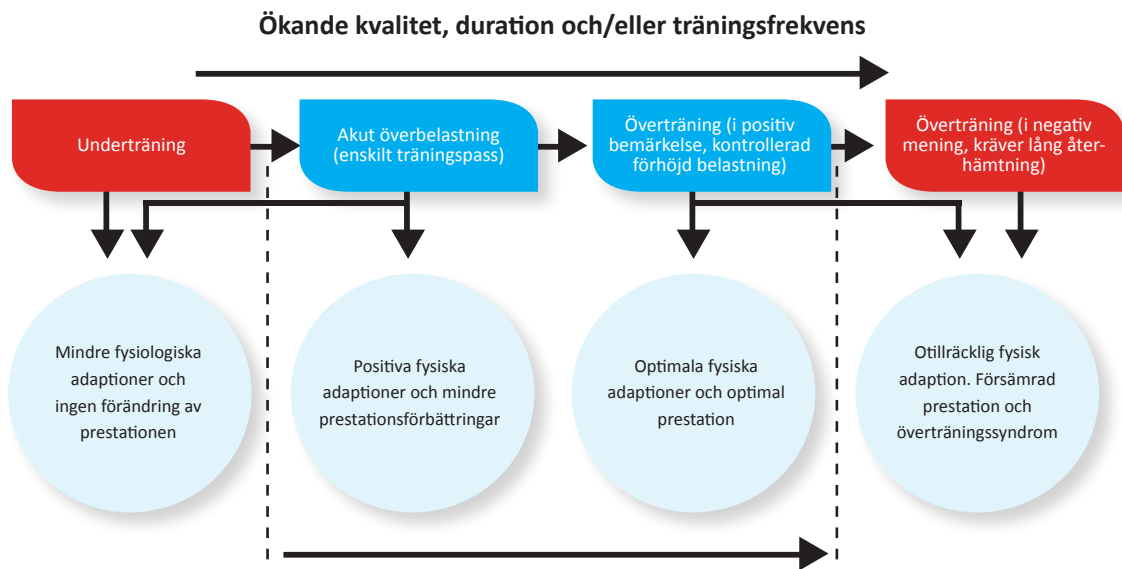 Ökande kvalitet, duration och/eller träningsfrekvens
Underträning
Akut överbelastning
(enskilt träningspass)
Överträning (i positiv
bemärkelse, kontrollerad
förhöjd belastning)
Överträning (i negativ
mening, kräver lång åter-
hämtning)
Mindre fysiologiska
adaptioner och
ingen förändring av
prestationen
Positiva fysiska
adaptioner och mindre
prestationsförbättringar
Optimala fysiska
adaptioner och optimal
prestation
Otillräcklig fysisk
adaption. Försämrad
prestation och
överträningssyndrom